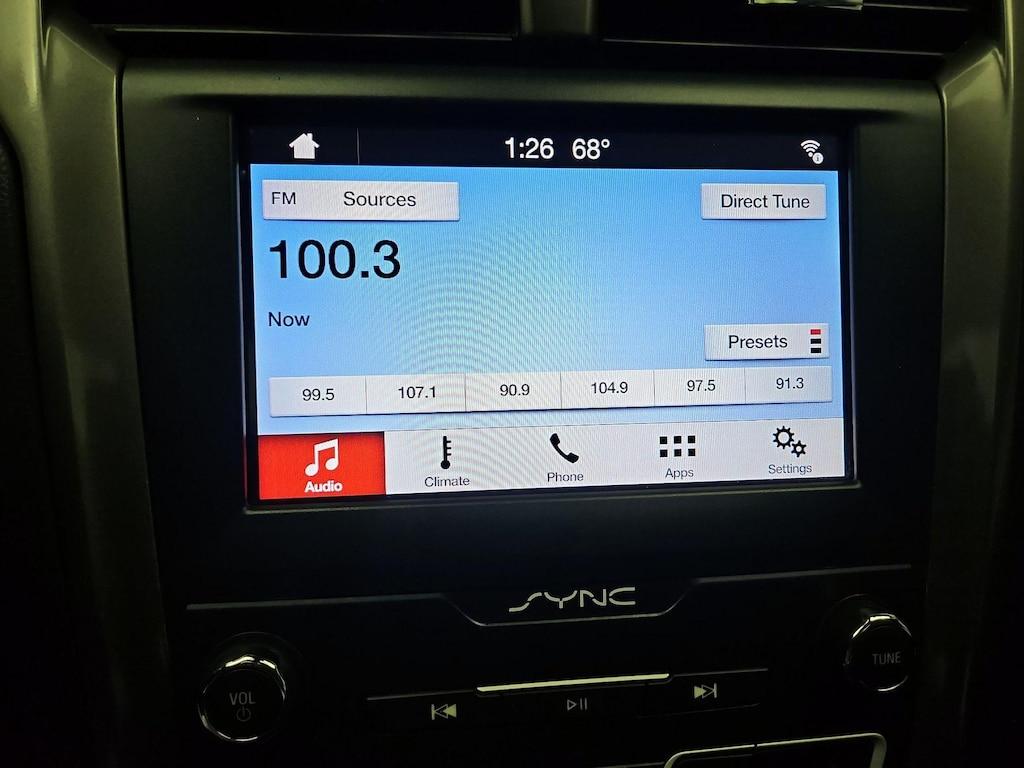 1:26 68°
FM Sources
Direct Tune
100.3
Now
Presets
99.5 107.1 90.9 104.9 97.5 91.3
Audio Climate Phone Apps Settings
SYNC
VOL
TUNE